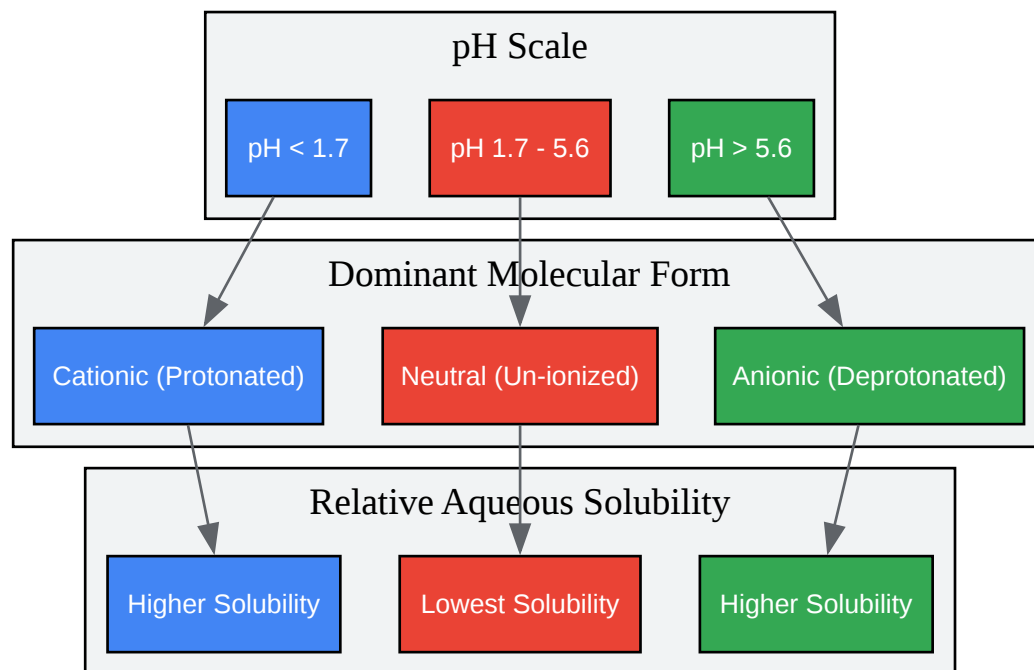 pH Scale
pH < 1.7
pH 1.7 - 5.6
pH > 5.6
Dominant Molecular Form
Cationic (Protonated)
Neutral (Un-ionized)
Anionic (Deprotonated)
Relative Aqueous Solubility
Higher Solubility
Lowest Solubility
Higher Solubility